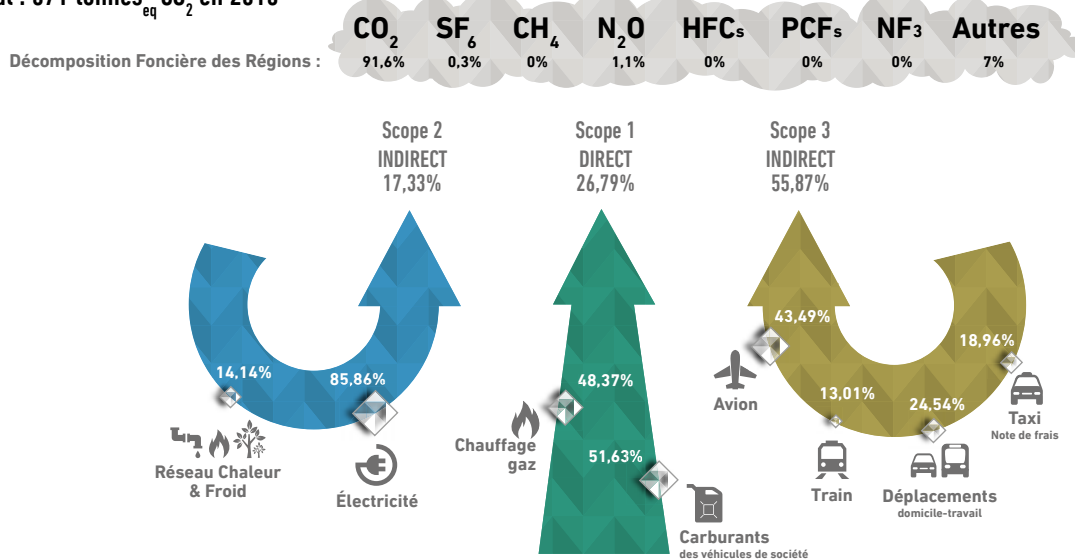 tonneséq CO2 en
CO2 SF6 CH4 N2O HFCs PCFs NF3 Autres
Décomposition Foncière des Régions : 91,6% 0,3% 0% 1,1% 0% 0% 0% 7%
Scope 2
INDIRECT
17,33%
Scope 1
DIRECT
26,79%
Scope 3
INDIRECT
55,87%
14,14%
85,86%
Réseau Chaleur
& Froid
Électricité
48,37%
Chauffage
gaz
51,63%
Carburants
des véhicules de société
43,49%
Avion
13,01%
Train
24,54%
Déplacements
domicile-travail
18,96%
Taxi
Note de frais